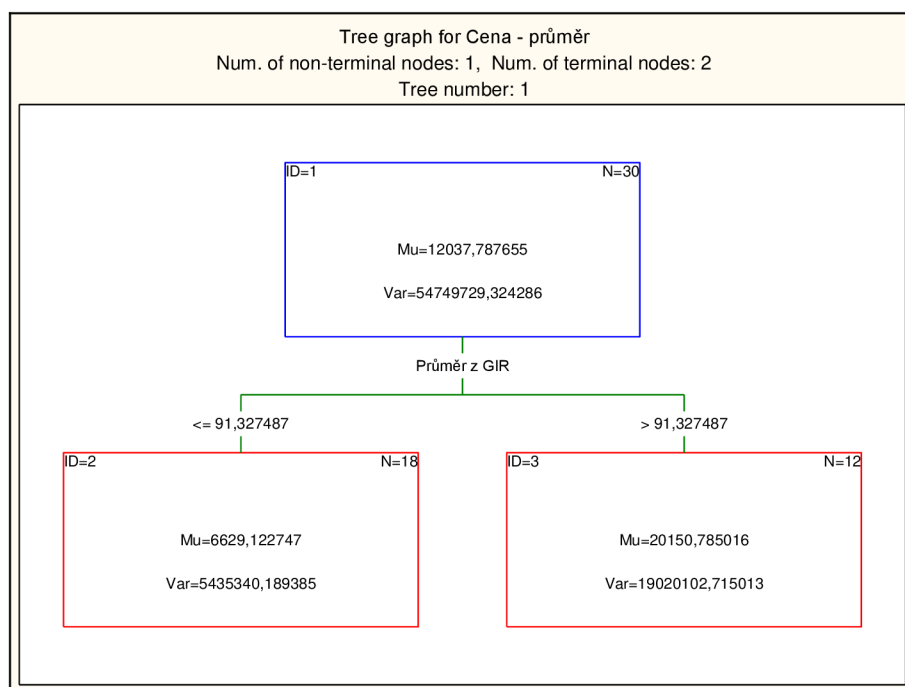 Tree graph for Cena - průměr
Num. of non-terminal nodes: 1, Num. of terminal nodes: 2
Tree number: 1
ID=1 N=30
Mu=12037,787655
Var=54749729,324286
Průměr z GIR
<= 91,327487 > 91,327487
ID=2 N=18 ID=3 N=12
Mu=6629,122747 Mu=20150,785016
Var=5435340,189385 Var=19020102,715013